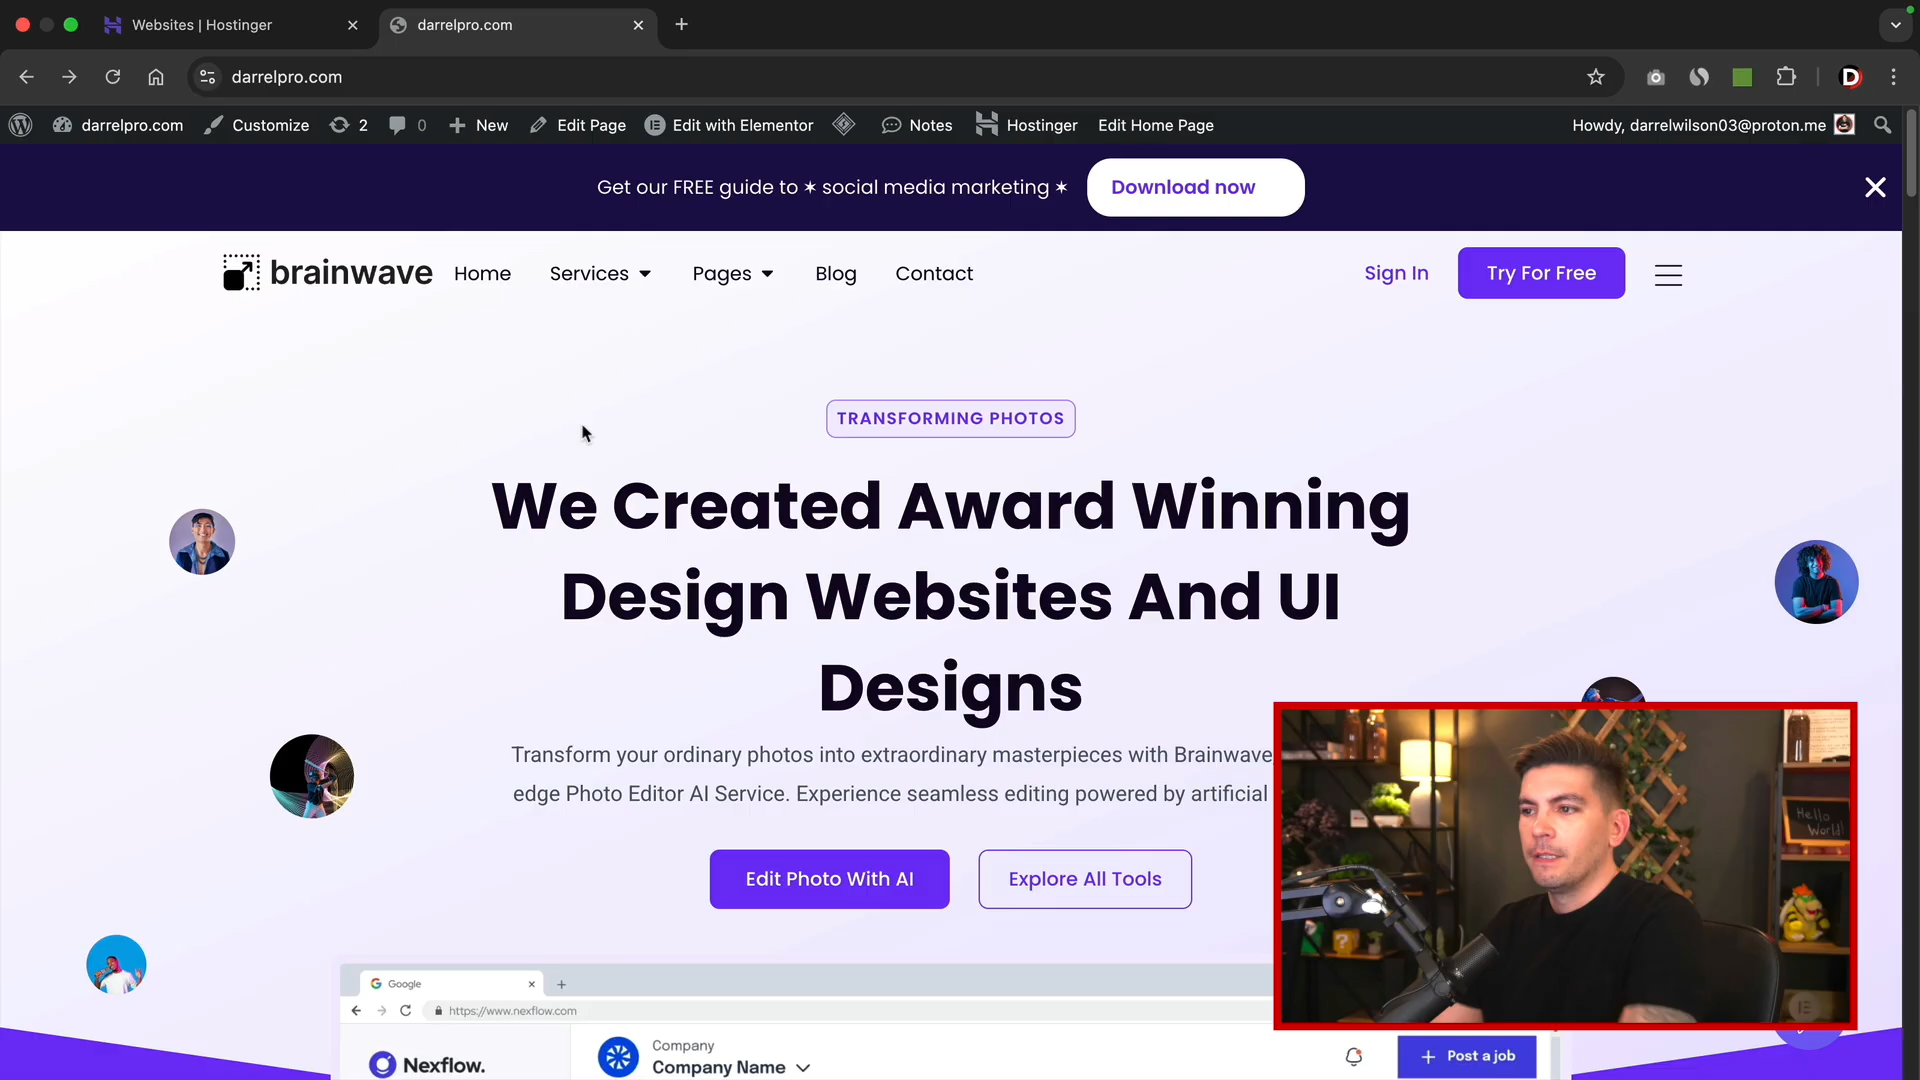 Websites | Hostinger
darrelpro.com
darrelpro.com
D
darrelpro.com
Customize
2
0
New
Edit Page
Edit with Elementor
Notes
Hostinger
Edit Home Page
Howdy, darrelwilson03@proton.me
Get our FREE guide to ✶ social media marketing ✶
Download now
brainwave
Home
Services
Pages
Blog
Contact
Sign In
Try For Free
TRANSFORMING PHOTOS
We Created Award Winning
Design Websites And UI
Designs
Transform your ordinary photos into extraordinary masterpieces with Brainwave
edge Photo Editor AI Service. Experience seamless editing powered by artificial
Edit Photo With AI
Explore All Tools
Hello
World!
Google
https://www.nexflow.com
Nexflow.
Company
Company Name
Post a job